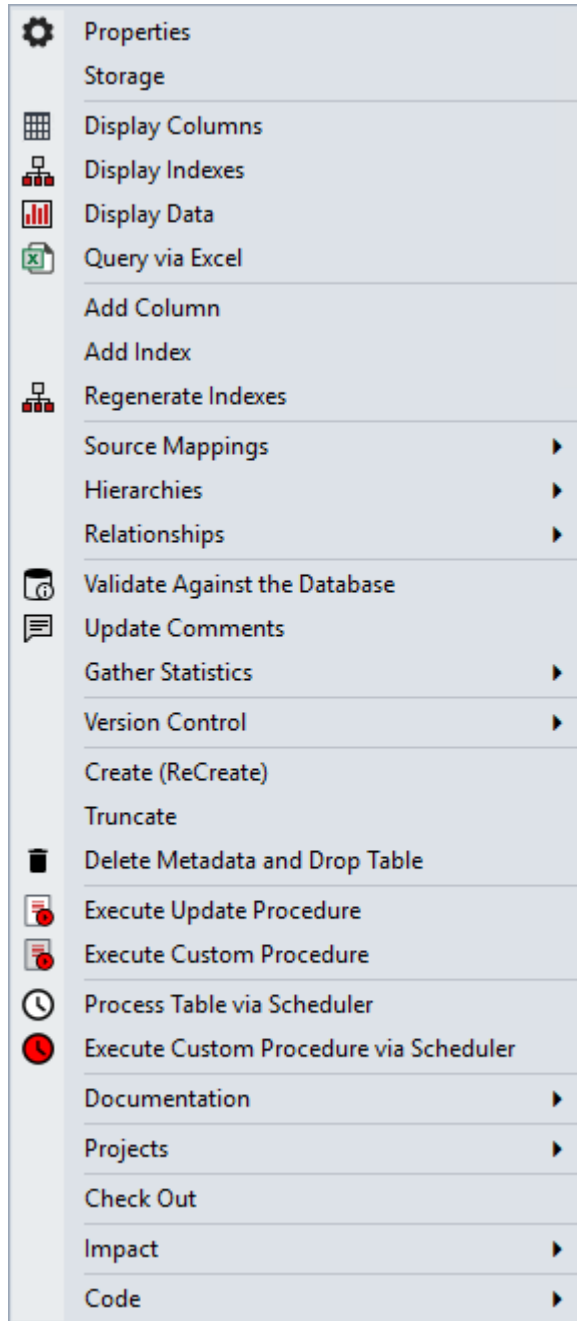 Properties
Storage
Display Columns
Display Indexes
Display Data
Query via Excel
Add Column
Add Index
Regenerate Indexes
Source Mappings
Hierarchies
Relationships
Validate Against the Database
Update Comments
Gather Statistics
Version Control
Create (ReCreate)
Truncate
Delete Metadata and Drop Table
Execute Update Procedure
Execute Custom Procedure
Process Table via Scheduler
Execute Custom Procedure via Scheduler
Documentation
Projects
Check Out
Impact
Code